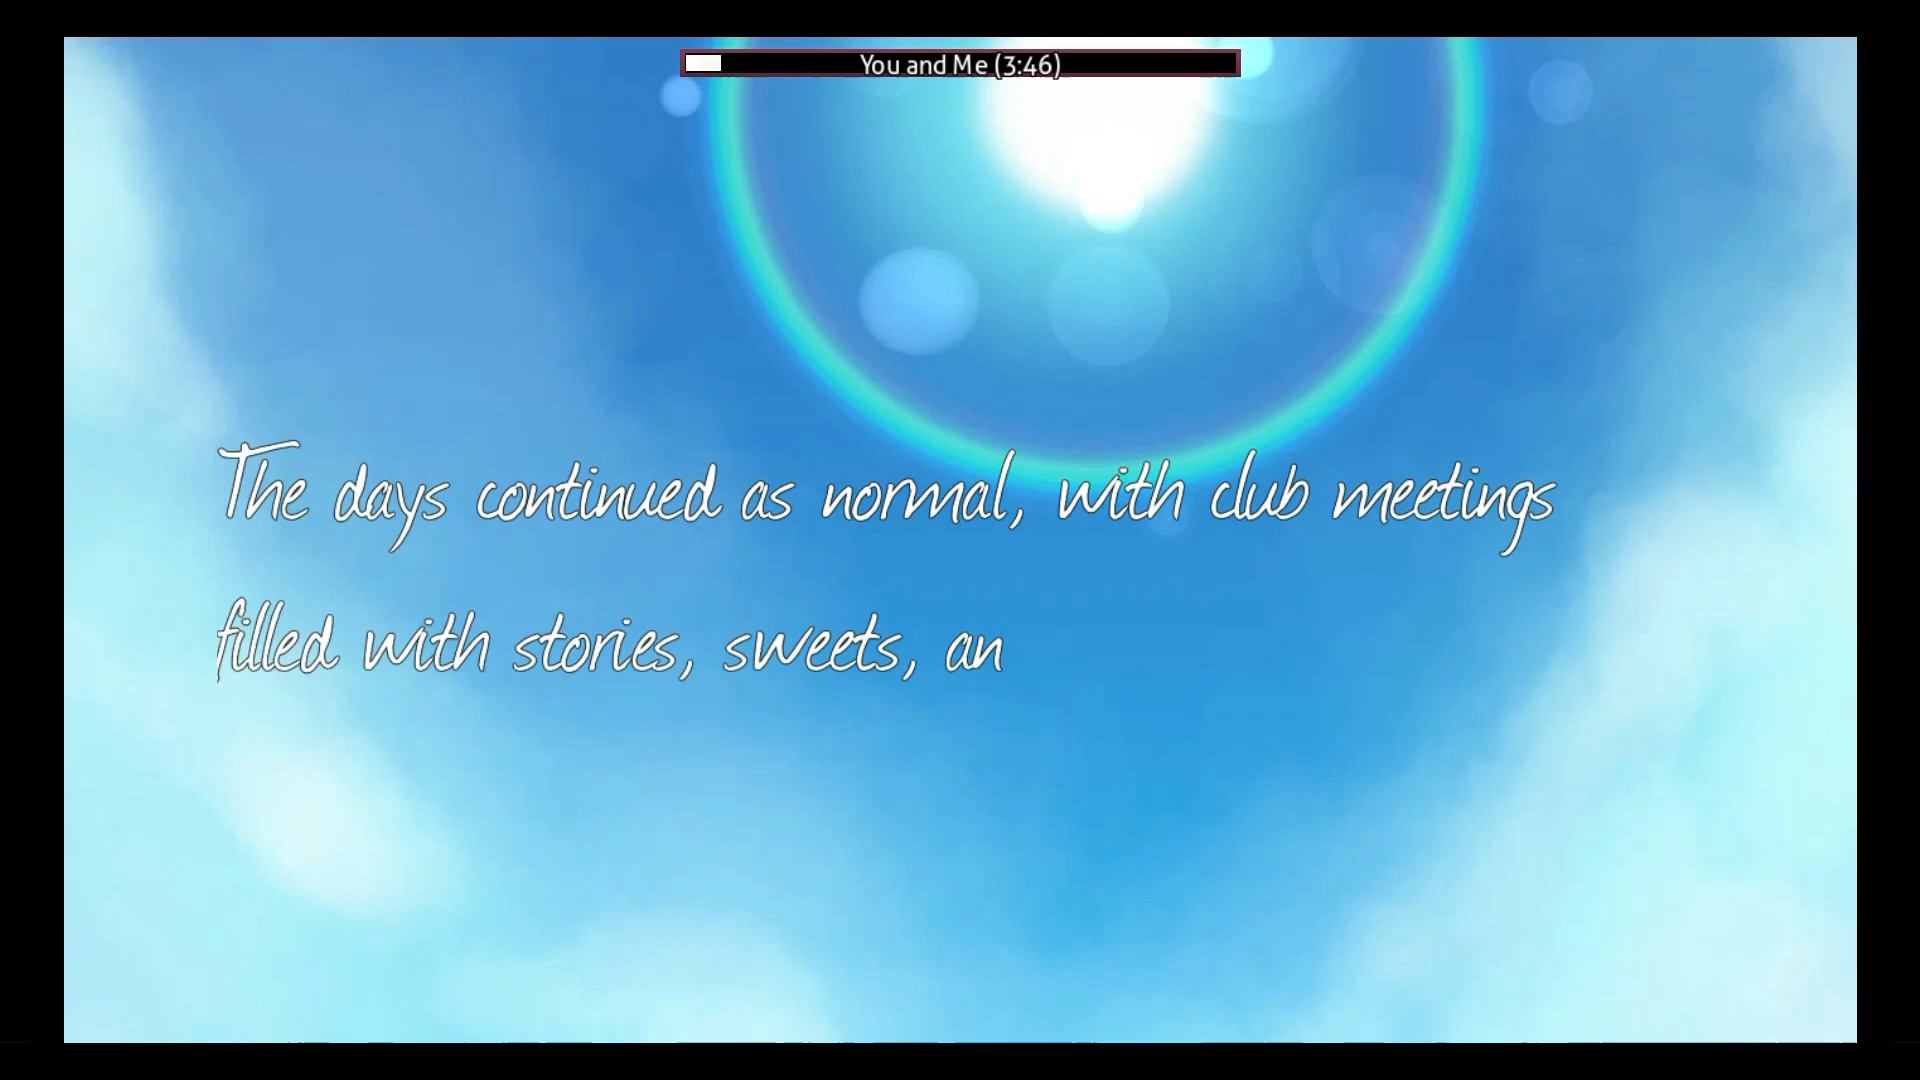 You and Me (3:46)
The days continued as normal, with club meetings
filled with stories, sweets, an